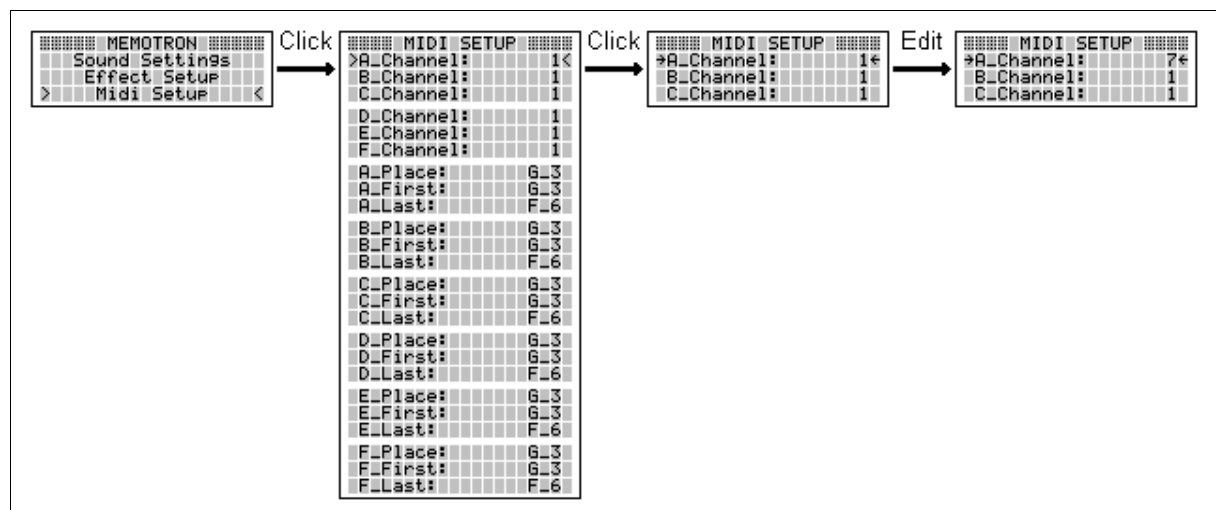 MEMOTRON
Sound Settings
Effect Setup
> Midi Setup <
Click
MIDI SETUP
>A_Channel: 1<
B_Channel: 1
C_Channel: 1
D_Channel: 1
E_Channel: 1
F_Channel: 1
A_Place: G_3
A_First: G_3
A_Last: F_6
B_Place: G_3
B_First: G_3
B_Last: F_6
C_Place: G_3
C_First: G_3
C_Last: F_6
D_Place: G_3
D_First: G_3
D_Last: F_6
E_Place: G_3
E_First: G_3
E_Last: F_6
F_Place: G_3
F_First: G_3
F_Last: F_6
Click
MIDI SETUP
→A_Channel: 1←
B_Channel: 1
C_Channel: 1
Edit
MIDI SETUP
→A_Channel: 7←
B_Channel: 1
C_Channel: 1